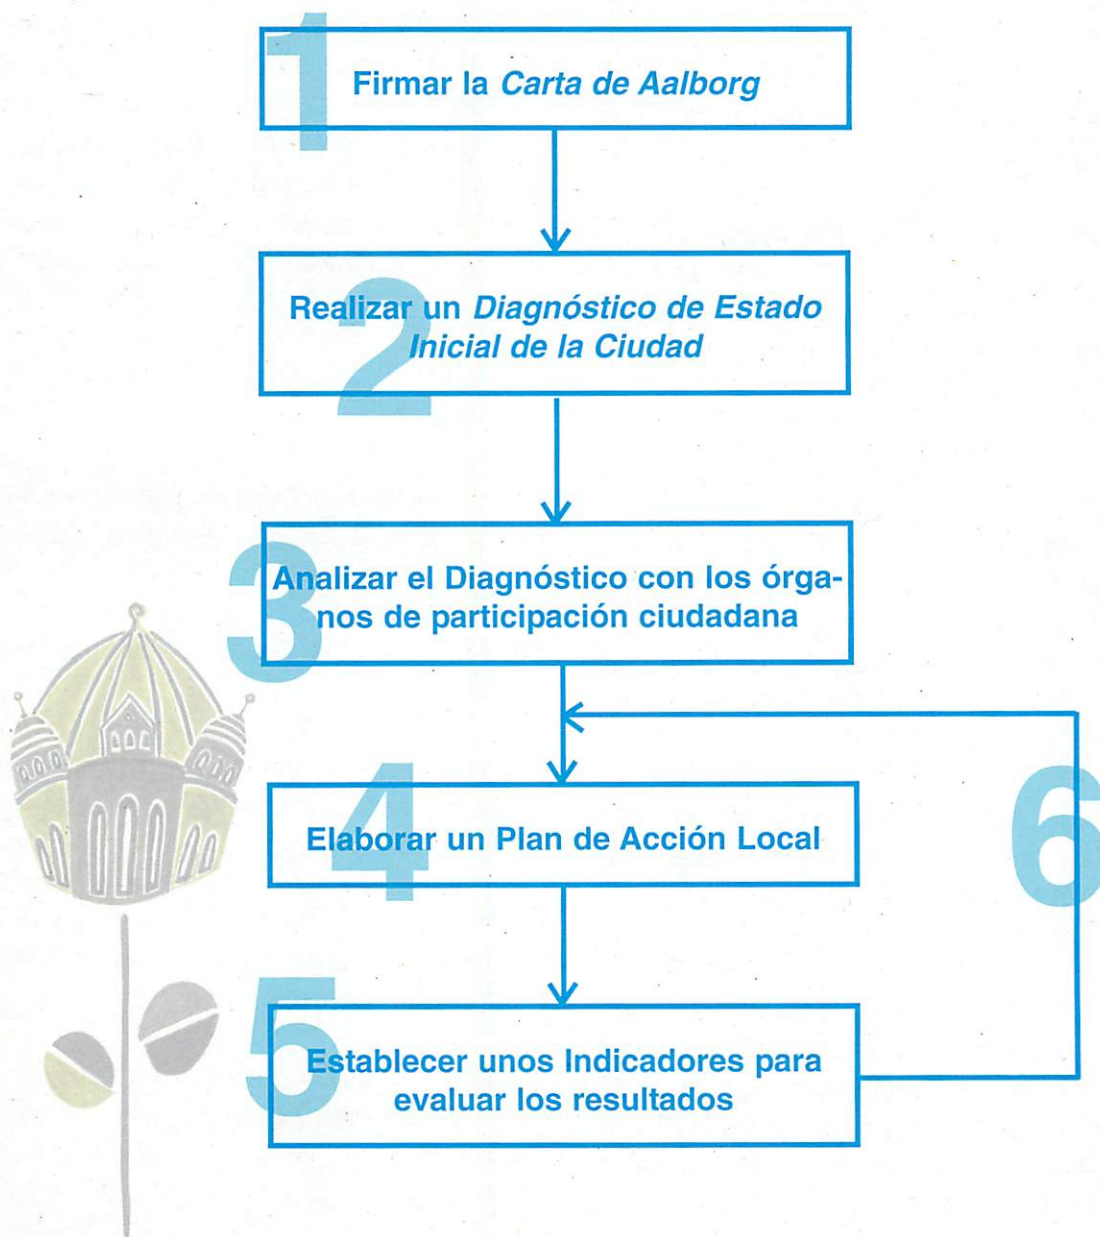 1
Firmar la Carta de Aalborg
2
Realizar un Diagnóstico de Estado
Inicial de la Ciudad
3
Analizar el Diagnóstico con los órga-
nos de participación ciudadana
4
Elaborar un Plan de Acción Local
6
5
Establecer unos Indicadores para
evaluar los resultados